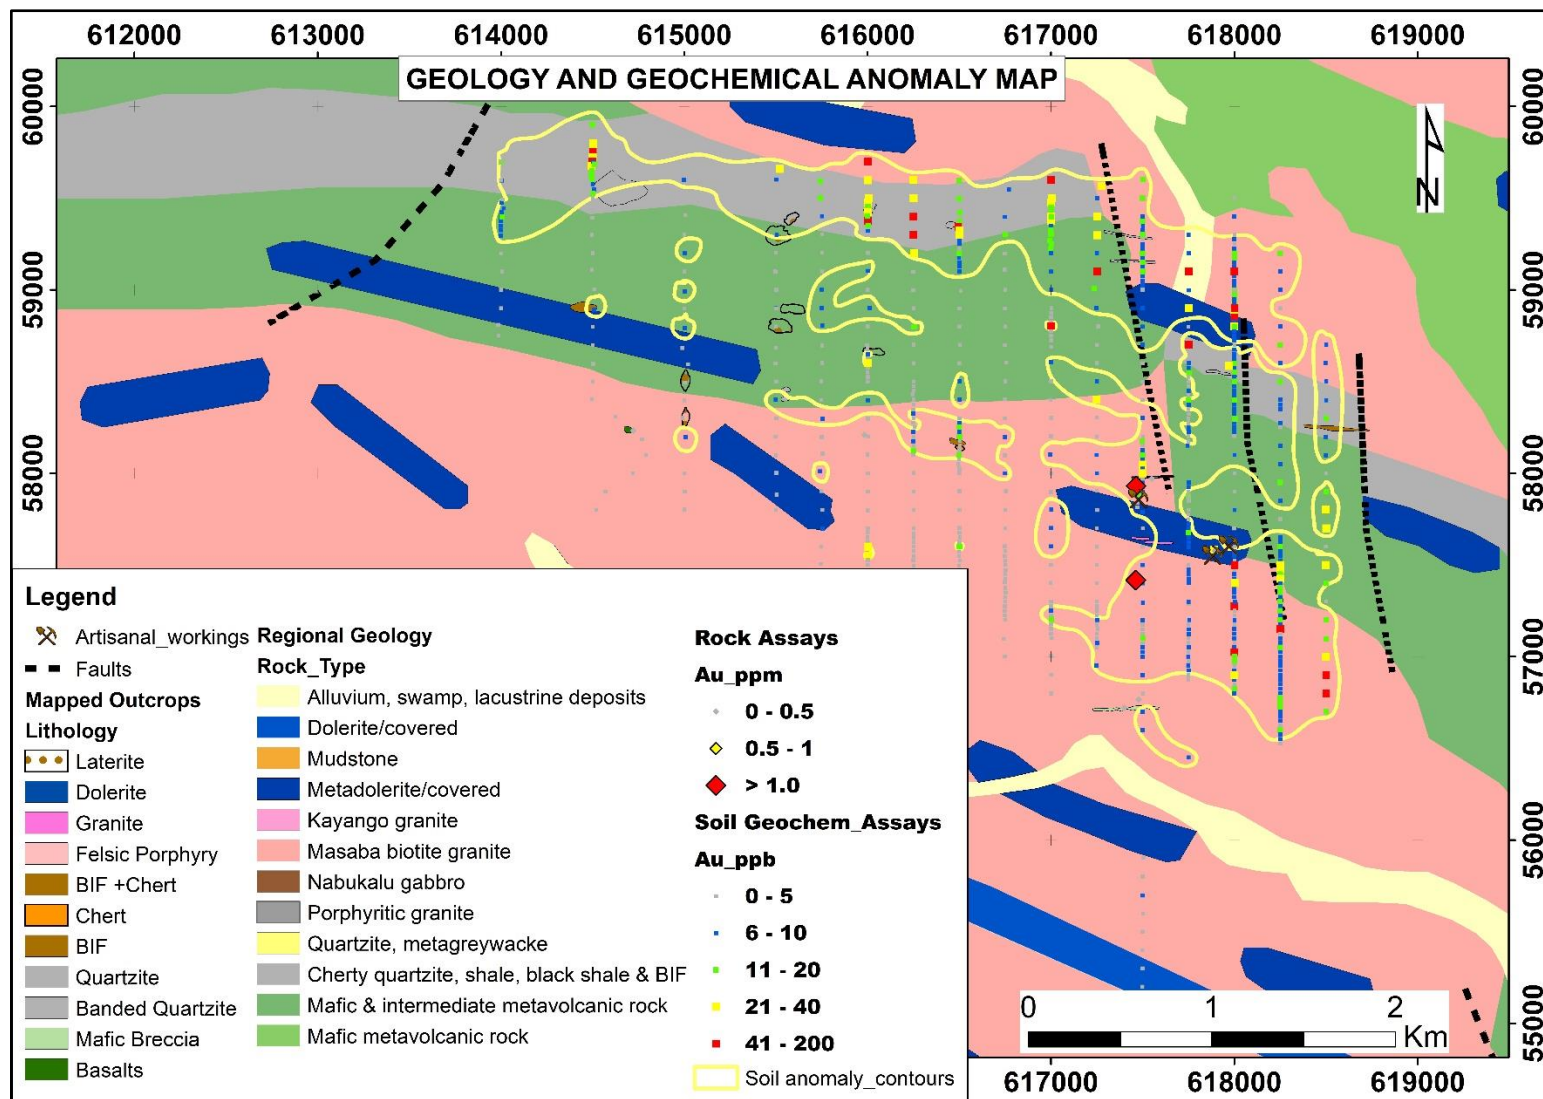 612000 613000 614000 615000 616000 617000 618000 619000
GEOLOGY AND GEOCHEMICAL ANOMALY MAP
60000 60000
N
59000 59000
58000 58000
57000 57000
56000 56000
55000 55000
Legend
Artisanal_workings
Faults
Mapped Outcrops
Lithology
Laterite
Dolerite
Granite
Felsic Porphyry
BIF +Chert
Chert
BIF
Quartzite
Banded Quartzite
Mafic Breccia
Basalts
Regional Geology
Rock_Type
Alluvium, swamp, lacustrine deposits
Dolerite/covered
Mudstone
Metadolerite/covered
Kayango granite
Masaba biotite granite
Nabukalu gabbro
Porphyritic granite
Quartzite, metagreywacke
Cherty quartzite, shale, black shale & BIF
Mafic & intermediate metavolcanic rock
Mafic metavolcanic rock
Rock Assays
Au_ppm
0 - 0.5
0.5 - 1
> 1.0
Soil Geochem_Assays
Au_ppb
0 - 5
6 - 10
11 - 20
21 - 40
41 - 200
Soil anomaly_contours
0 1 2
Km
617000 618000 619000